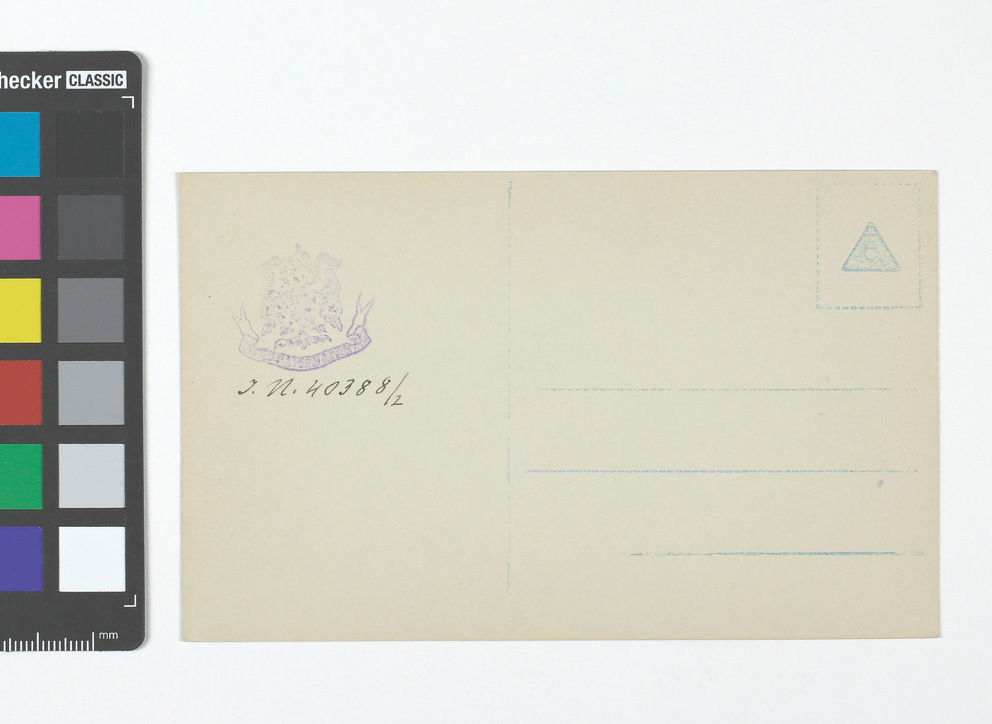 hecker CLASSIC
J. N. 40388/2
mm